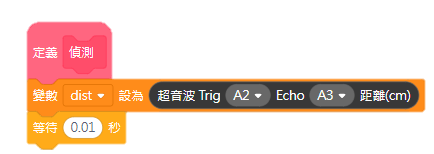 定義 偵測
變數 dist 設為 超音波 Trig A2 Echo A3 距離(cm)
等待 0.01 秒